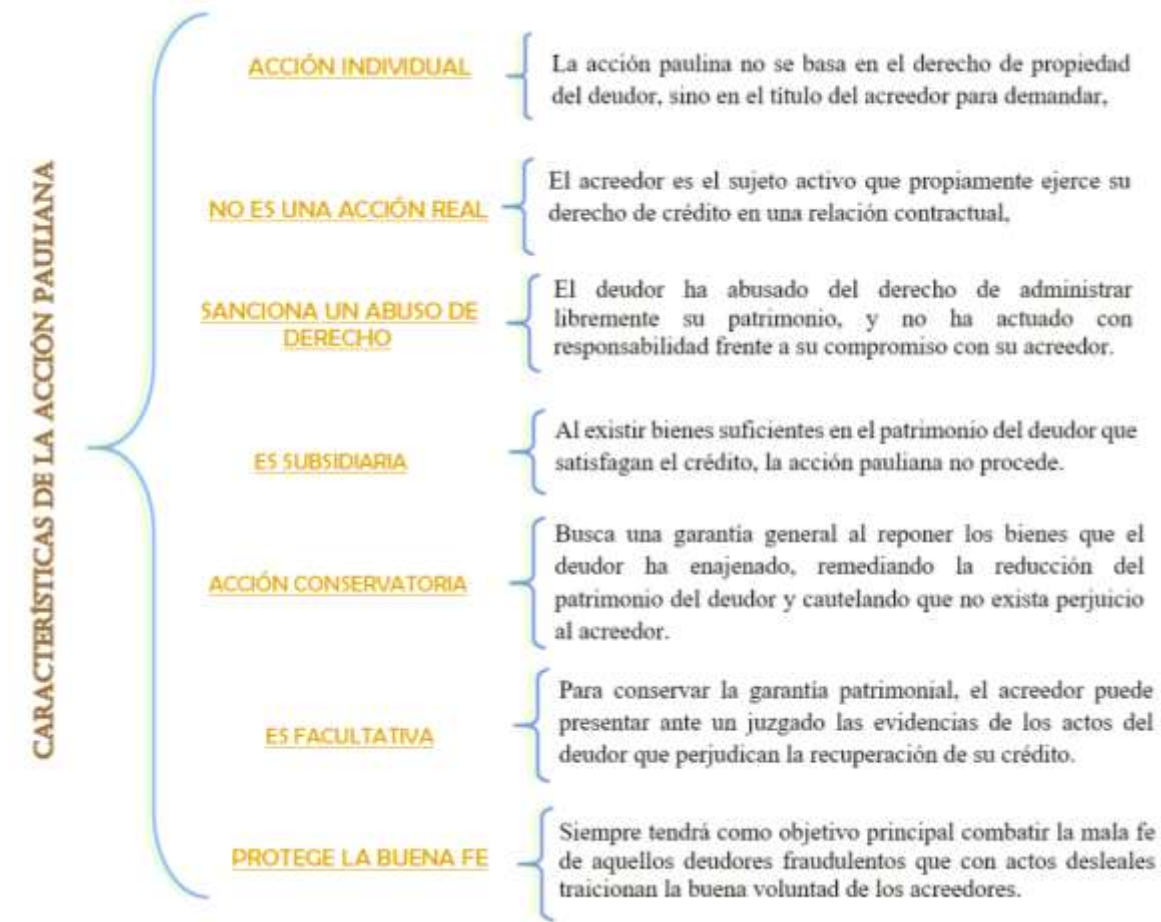 CARACTERÍSTICAS DE LA ACCIÓN PAULIANA
ACCIÓN INDIVIDUAL
La acción paulina no se basa en el derecho de propiedad
del deudor, sino en el título del acreedor para demandar,
NO ES UNA ACCIÓN REAL
El acreedor es el sujeto activo que propiamente ejerce su
derecho de crédito en una relación contractual,
SANCIONA UN ABUSO DE
DERECHO
El deudor ha abusado del derecho de administrar
libremente su patrimonio, y no ha actuado con
responsabilidad frente a su compromiso con su acreedor.
ES SUBSIDIARIA
Al existir bienes suficientes en el patrimonio del deudor que
satisfagan el crédito, la acción pauliana no procede.
ACCIÓN CONSERVATORIA
Busca una garantía general al reponer los bienes que el
deudor ha enajenado, remediando la reducción del
patrimonio del deudor y cautelando que no exista perjuicio
al acreedor.
ES FACULTATIVA
Para conservar la garantía patrimonial, el acreedor puede
presentar ante un juzgado las evidencias de los actos del
deudor que perjudican la recuperación de su crédito.
PROTEGE LA BUENA FE
Siempre tendrá como objetivo principal combatir la mala fe
de aquellos deudores fraudulentos que con actos desleales
traicionan la buena voluntad de los acreedores.